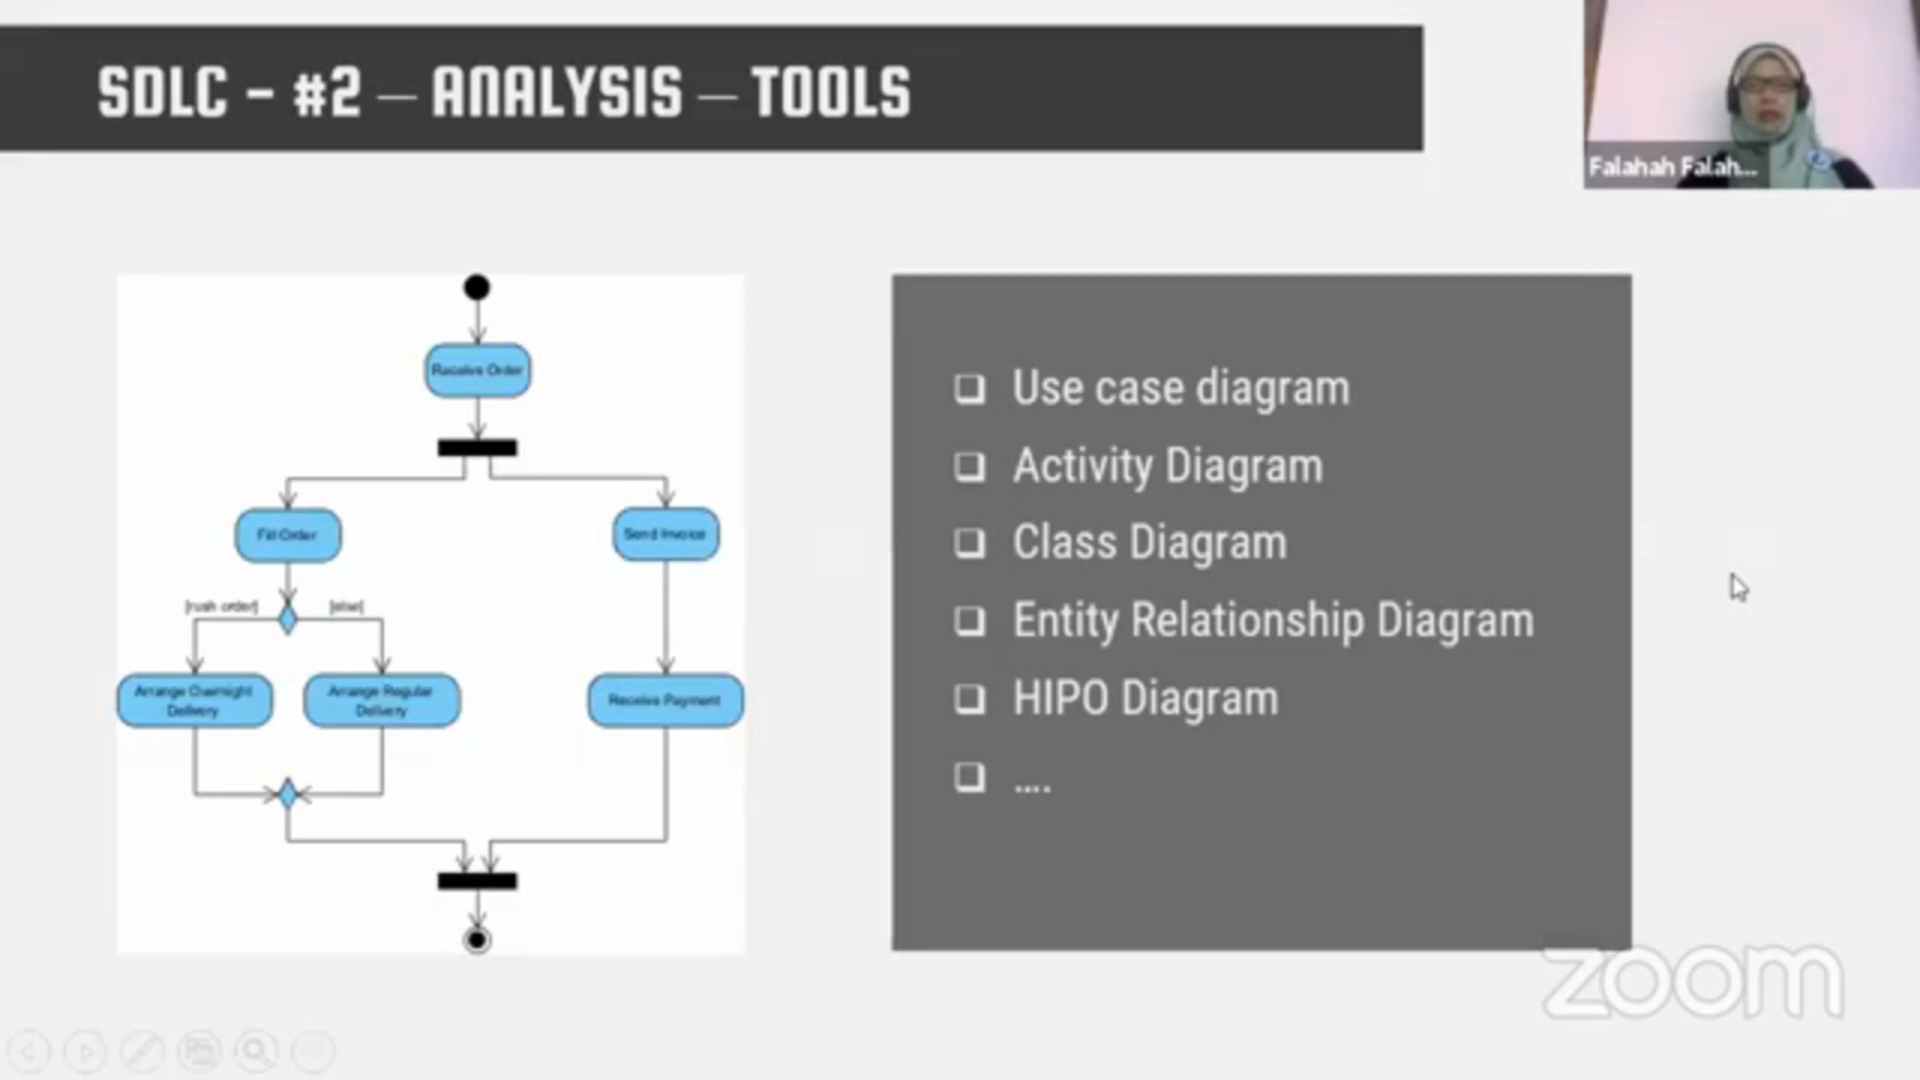 SDLC - #2 — ANALYSIS — TOOLS
Falahah Falah...
Receive Order
Fill Order
Send Invoice
[rush order]
[else]
Arrange Overnight
Delivery
Arrange Regular
Delivery
Receive Payment
Use case diagram
Activity Diagram
Class Diagram
Entity Relationship Diagram
HIPO Diagram
....
zoom